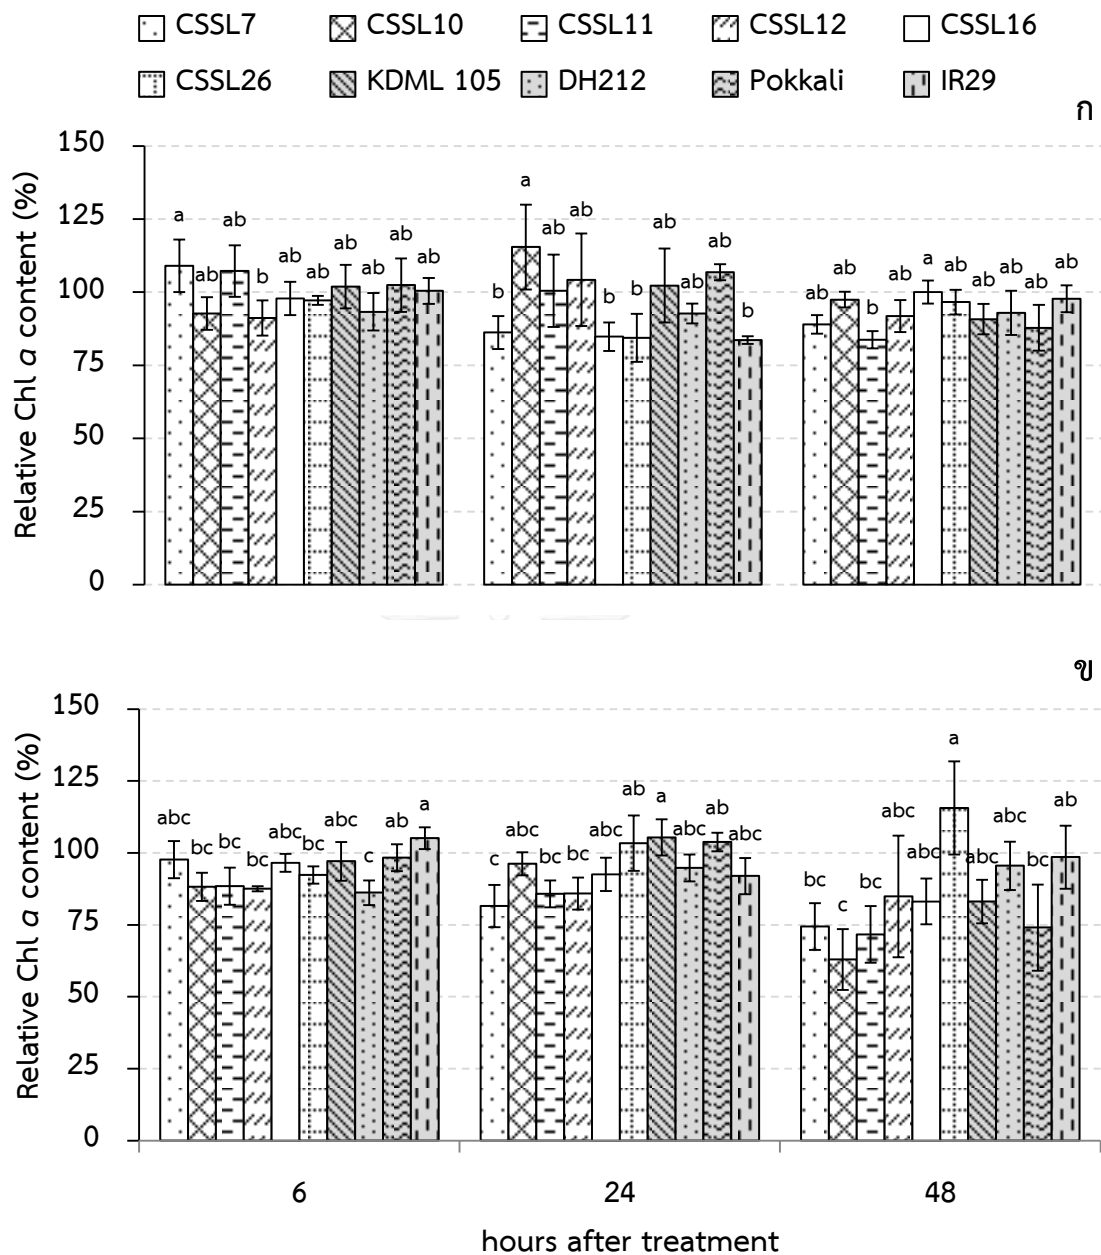 CSSL7 CSSL10 CSSL11 CSSL12 CSSL16
CSSL26 KDML 105 DH212 Pokkali IR29
ก
Relative Chl a content (%)
150
125
100
75
50
25
0
a ab ab b ab ab ab ab ab ab
b a ab ab b b ab ab ab b
ab ab b ab a ab ab ab ab ab
ข
Relative Chl a content (%)
150
125
100
75
50
25
0
abc bc bc bc abc bc abc c ab a
c abc bc bc abc ab a abc ab abc
bc c bc abc abc a abc abc bc ab
6 24 48
hours after treatment